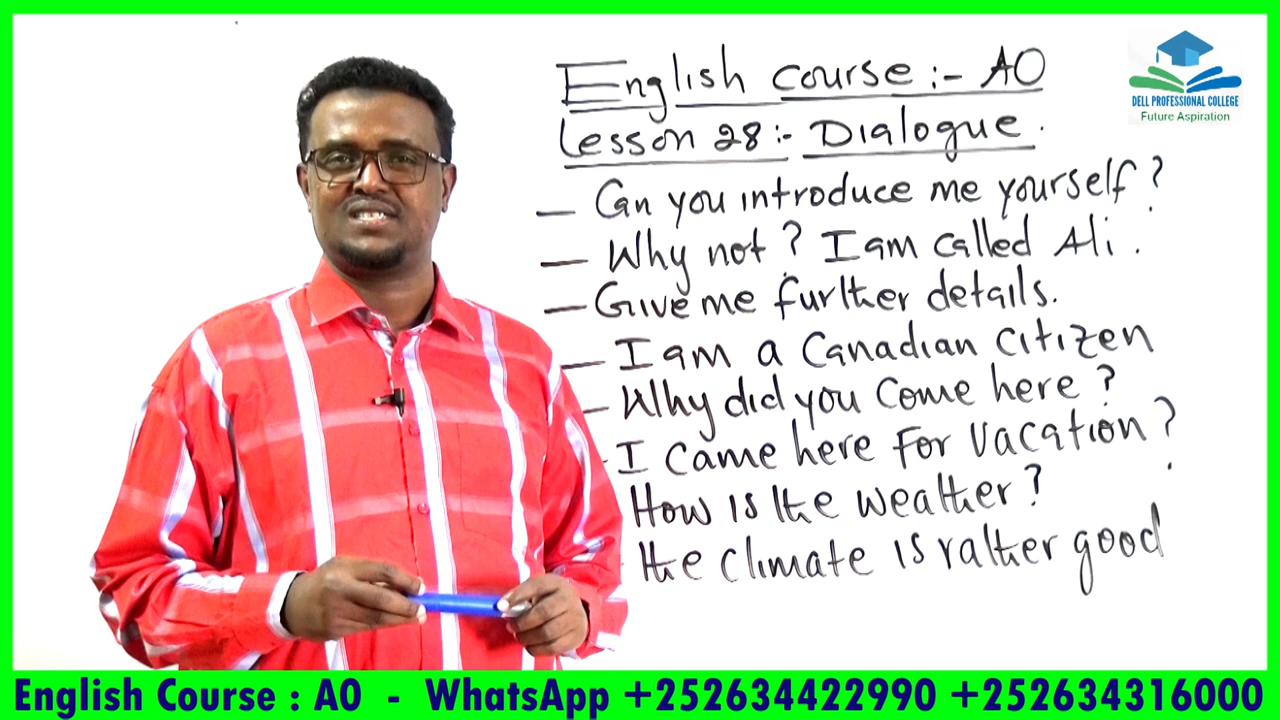 English course :- A0
Lesson 28 :- Dialogue.
— Can you introduce me yourself?
— Why not? I am called Ali.
— Give me further details.
— I am a Canadian citizen
— Why did you come here?
- I came here For vacation?
How is the weather?
- the climate is rather good
DELL PROFESSIONAL COLLEGE
Future Aspiration
English Course : A0 - WhatsApp +252634422990 +252634316000